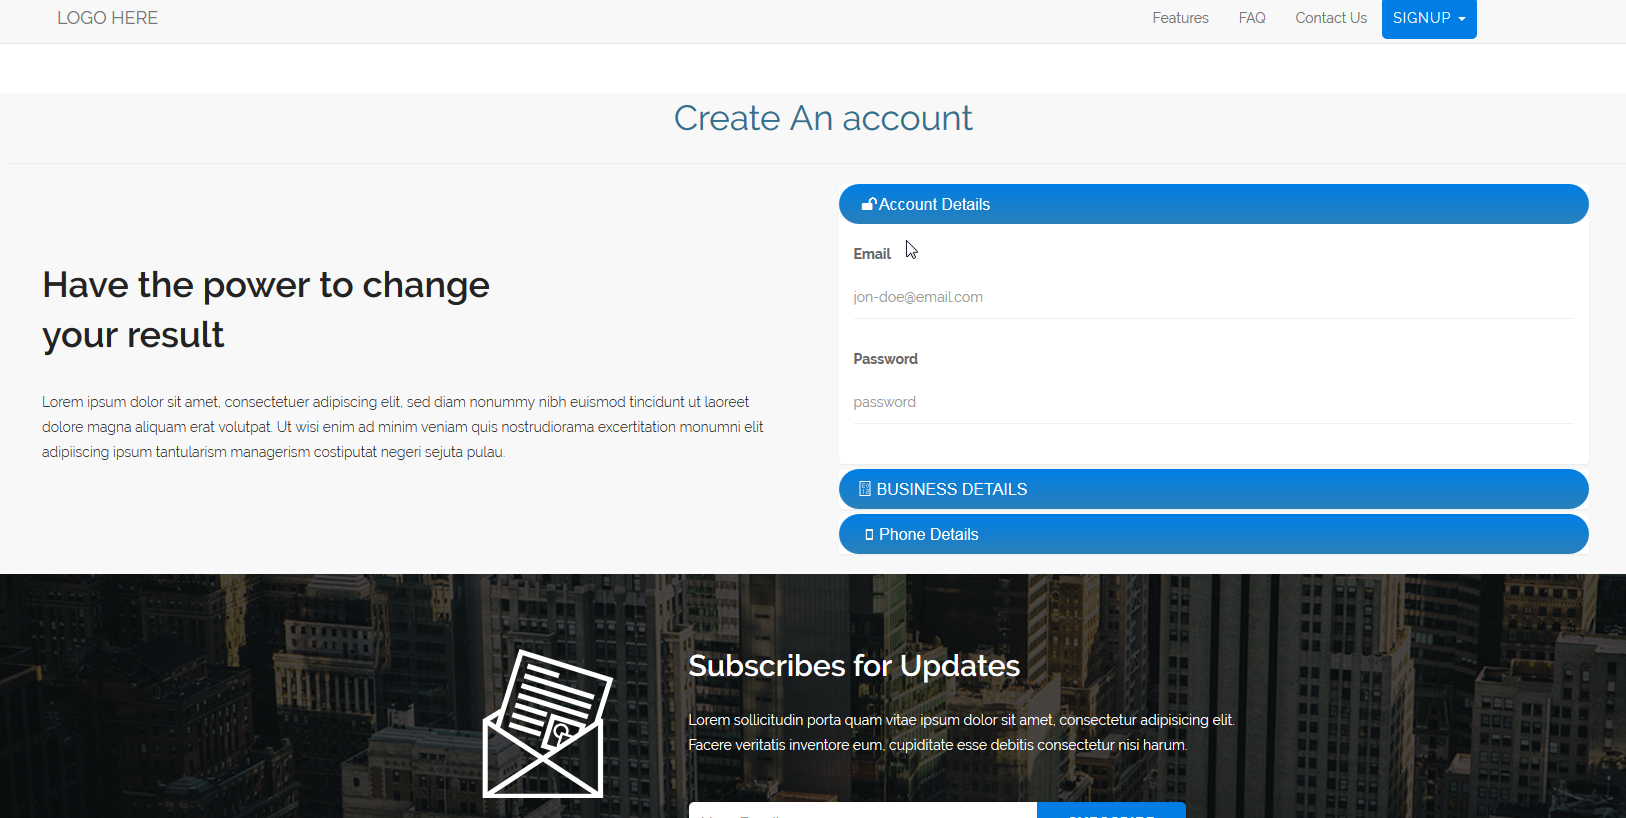 LOGO HERE
Features
FAQ
Contact Us
SIGNUP
Create An account
Have the power to change
your result
Lorem ipsum dolor sit amet, consectetuer adipiscing elit, sed diam nonummy nibh euismod tincidunt ut laoreet
dolore magna aliquam erat volutpat. Ut wisi enim ad minim veniam quis nostrudiorama excertitation monumni elit
adipiiscing ipsum tantularism managerism costiputat negeri sejuta pulau.
Account Details
Email
jon-doe@email.com
Password
password
BUSINESS DETAILS
Phone Details
Subscribes for Updates
Lorem sollicitudin porta quam vitae ipsum dolor sit amet, consectetur adipisicing elit.
Facere veritatis inventore eum, cupiditate esse debitis consectetur nisi harum.